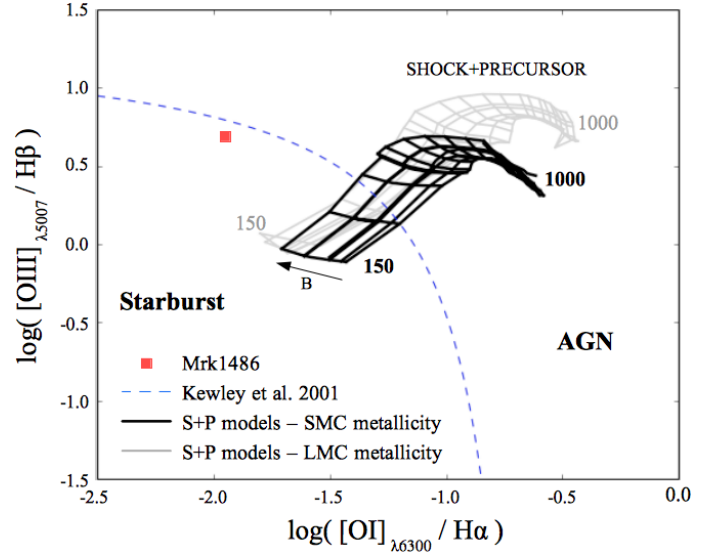 1.5
1.0
0.5
0.0
-0.5
-1.0
-1.5
log( [OIII] λ5007 / Hβ )
SHOCK+PRECURSOR
1000
1000
150
150
B
Starburst
AGN
Mrk1486
Kewley et al. 2001
S+P models – SMC metallicity
S+P models – LMC metallicity
-2.5 -2.0 -1.5 -1.0 -0.5 0.0
log( [OI] λ6300 / Hα )